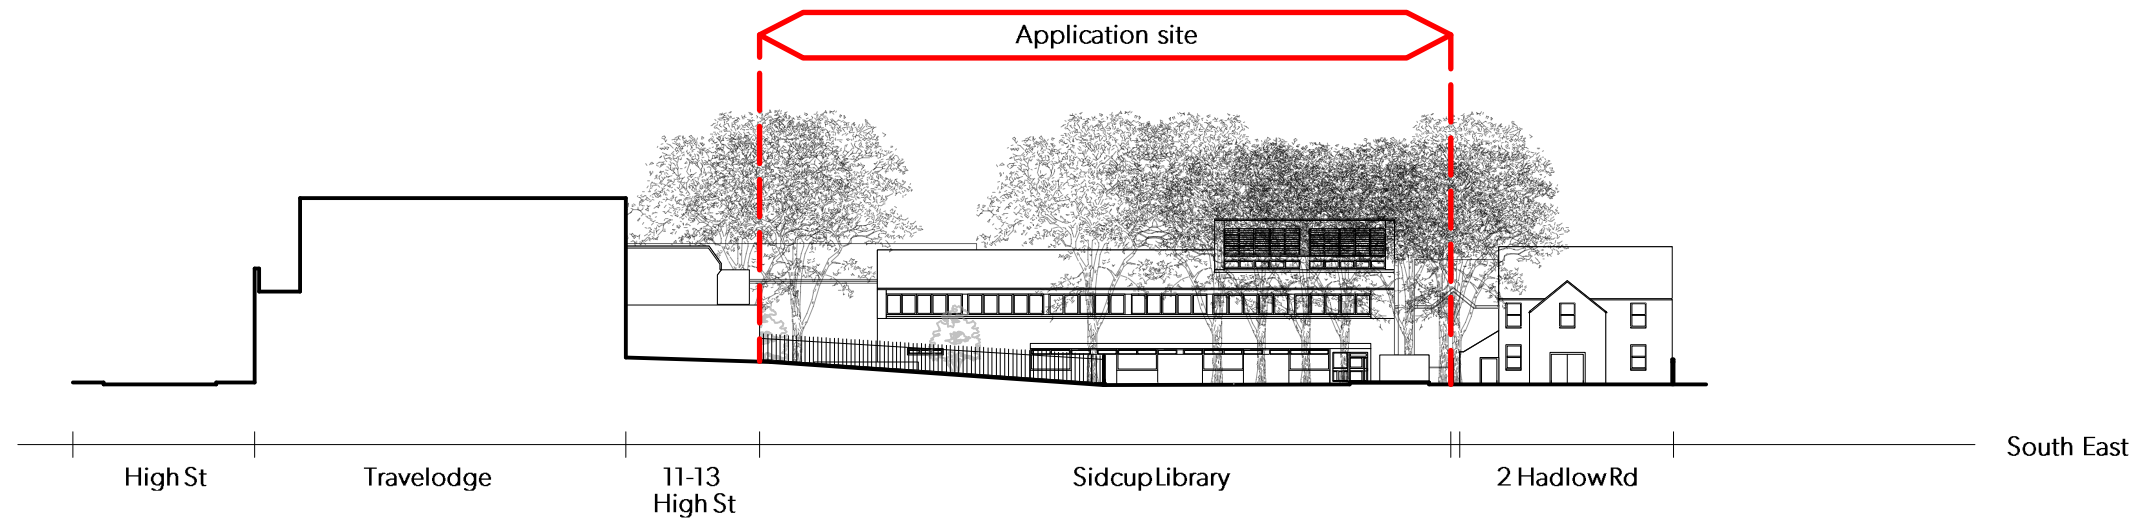 Application site
South East
High St
Travelodge
11-13
High St
Sidcup Library
2 Hadlow Rd